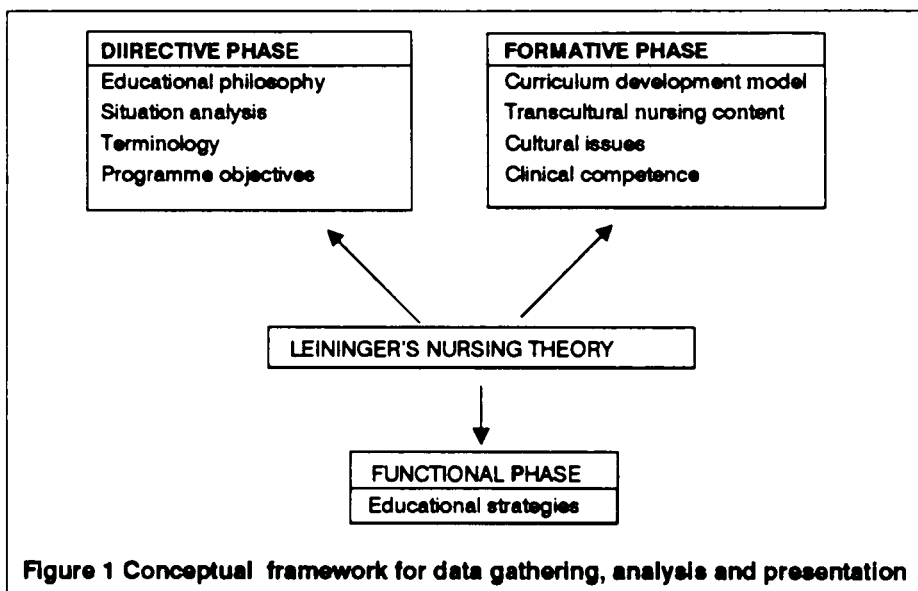 DIIRECTIVE PHASE
Educational philosophy
Situation analysis
Terminology
Programme objectives
FORMATIVE PHASE
Curriculum development model
Transcultural nursing content
Cultural issues
Clinical competence
LEININGER'S NURSING THEORY
FUNCTIONAL PHASE
Educational strategies
Figure 1 Conceptual framework for data gathering, analysis and presentation